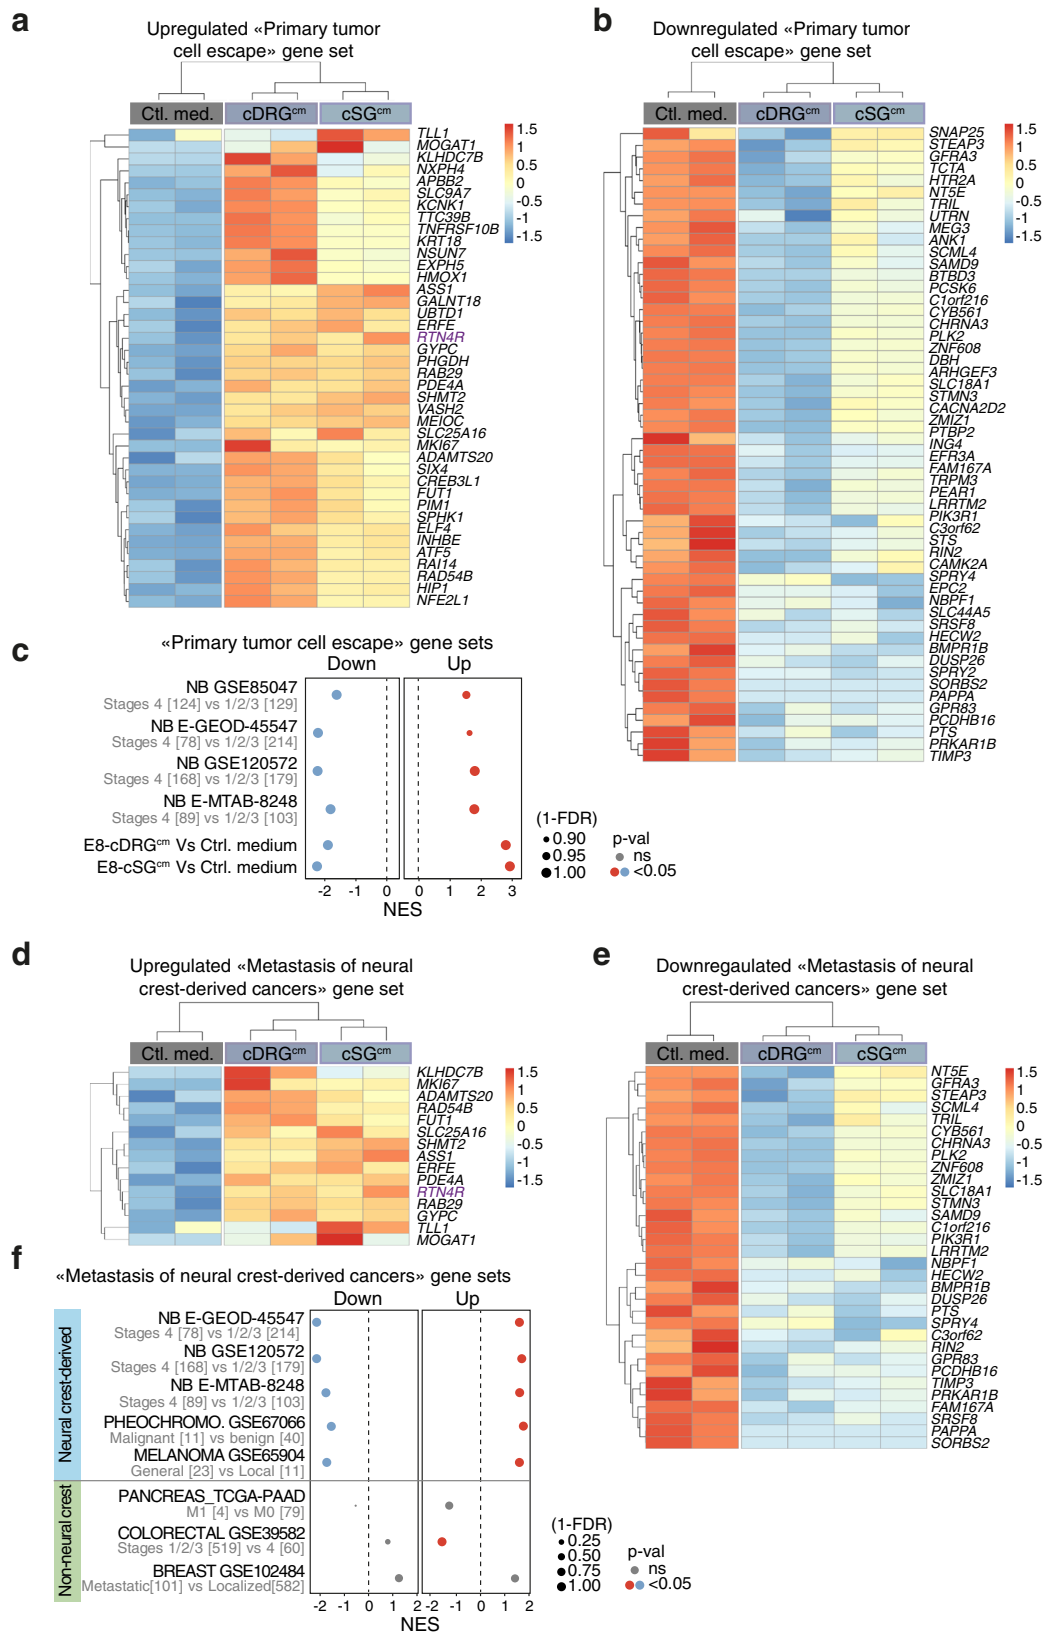 a
Upregulated «Primary tumor
cell escape» gene set
Ctl. med.
cDRGcm
cSGcm
TLL1
MOGAT1
KLHDC7B
NXPH4
APBB2
SLC9A7
KCNK1
TTC39B
TNFRSF10B
KRT18
NSUN7
EXPH5
HMOX1
ASS1
GALNT18
UBTD1
ERFE
RTN4R
GYPC
PHGDH
RAB29
PDE4A
SHMT2
VASH2
MEIOC
SLC25A16
MKI67
ADAMTS20
SIX4
CREB3L1
FUT1
PIM1
SPHK1
ELF4
INHBE
ATF5
RAI14
RAD54B
HIP1
NFE2L1
1.5
1
0.5
0
-0.5
-1
-1.5
b
Downregulated «Primary tumor
cell escape» gene set
Ctl. med.
cDRGcm
cSGcm
SNAP25
STEAP3
GFRA3
TCTA
HTR2A
NT5E
TRIL
UTRN
MEG3
ANK1
SCML4
SAMD9
BTBD3
PCSK6
C1orf216
CYB561
CHRNA3
PLK2
ZNF608
DBH
ARHGEF3
SLC18A1
STMN3
CACNA2D2
ZMIZ1
PTBP2
ING4
EFR3A
FAM167A
TRPM3
PEAR1
LRRTM2
PIK3R1
C3orf62
STS
RIN2
CAMK2A
SPRY4
EPC2
NBPF1
SLC44A5
SRSF8
HECW2
BMPR1B
DUSP26
SPRY2
SORBS2
PAPPA
GPR83
PCDHB16
PTS
PRKAR1B
TIMP3
1.5
1
0.5
0
-0.5
-1
-1.5
c
«Primary tumor cell escape» gene sets
Down
Up
NB GSE85047
Stages 4 [124] vs 1/2/3 [129]
NB E-GEOD-45547
Stages 4 [78] vs 1/2/3 [214]
NB GSE120572
Stages 4 [168] vs 1/2/3 [179]
NB E-MTAB-8248
Stages 4 [89] vs 1/2/3 [103]
E8-cDRGcm Vs Ctrl. medium
E8-cSGcm Vs Ctrl. medium
-2 -1 0 0 1 2 3
NES
(1-FDR)
0.90
0.95
1.00
p-val
ns
<0.05
d
Upregulated «Metastasis of neural
crest-derived cancers» gene set
Ctl. med.
cDRGcm
cSGcm
KLHDC7B
MKI67
ADAMTS20
RAD54B
FUT1
SLC25A16
SHMT2
ASS1
ERFE
PDE4A
RTN4R
RAB29
GYPC
TLL1
MOGAT1
1.5
1
0.5
0
-0.5
-1
-1.5
e
Downregaulated «Metastasis of neural
crest-derived cancers» gene set
Ctl. med.
cDRGcm
cSGcm
NT5E
GFRA3
STEAP3
SCML4
TRIL
CYB561
CHRNA3
PLK2
ZNF608
ZMIZ1
SLC18A1
STMN3
SAMD9
C1orf216
PIK3R1
LRRTM2
NBPF1
HECW2
BMPR1B
DUSP26
PTS
SPRY4
C3orf62
RIN2
GPR83
PCDHB16
TIMP3
PRKAR1B
FAM167A
SRSF8
PAPPA
SORBS2
1.5
1
0.5
0
-0.5
-1
-1.5
f
«Metastasis of neural crest-derived cancers» gene sets
Down
Up
Neural crest-derived
NB E-GEOD-45547
Stages 4 [78] vs 1/2/3 [214]
NB GSE120572
Stages 4 [168] vs 1/2/3 [179]
NB E-MTAB-8248
Stages 4 [89] vs 1/2/3 [103]
PHEOCHROMO. GSE67066
Malignant [11] vs benign [40]
MELANOMA GSE65904
General [23] vs Local [11]
Non-neural crest
PANCREAS_TCGA-PAAD
M1 [4] vs M0 [79]
COLORECTAL GSE39582
Stages 1/2/3 [519] vs 4 [60]
BREAST GSE102484
Metastatic[101] vs Localized[582]
-2 -1 0 1 2 -2 -1 0 1 2
NES
(1-FDR)
0.25
0.50
0.75
1.00
p-val
ns
<0.05